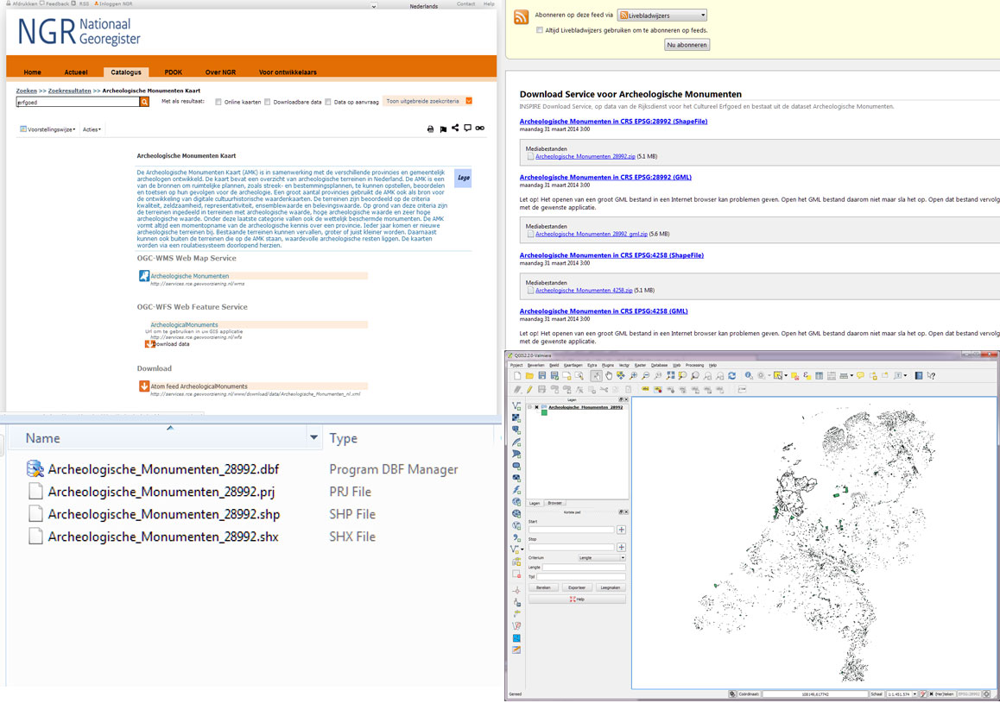 Afdrukken Feedback RSS Inloggen NGR
Nederlands
Contact Help
NGR Nationaal Georegister
Home Actueel Catalogus PDOK Over NGR Voor ontwikkelaars
Zoeken >> Zoekresultaten >> Archeologische Monumenten Kaart
erfgoed
Met als resultaat: Online kaarten Downloadbare data Data op aanvraag Toon uitgebreide zoekcriteria
Voorstellingswijze Acties
Archeologische Monumenten Kaart
De Archeologische Monumenten Kaart (AMK) is in samenwerking met de verschillende provincies en gemeentelijk
archeologen ontwikkeld. De kaart bevat een overzicht van archeologische terreinen in Nederland. De AMK is een
van de bronnen om ruimtelijke plannen, zoals streek- en bestemmingsplannen, te kunnen opstellen, beoordelen
en toetsen op hun gevolgen voor de archeologie. Een groot aantal provincies gebruikt de AMK ook als bron voor
de ontwikkeling van digitale cultuurhistorische waardenkaarten. De terreinen zijn beoordeeld op de criteria
kwaliteit, zeldzaamheid, representativiteit, ensemblewaarde en belevingswaarde. Op grond van deze criteria zijn
de terreinen ingedeeld in terreinen met archeologische waarde, hoge archeologische waarde en zeer hoge
archeologische waarde. Onder deze laatste categorie vallen ook de wettelijk beschermde monumenten. De AMK
vormt altijd een momentopname van de archeologische kennis over een provincie. Ieder jaar komen er nieuwe
archeologische terreinen bij. Bestaande terreinen kunnen vervallen, groter of juist kleiner worden. Daarnaast
kunnen ook buiten de terreinen die op de AMK staan, waardevolle archeologische resten liggen. De kaarten
worden via een roulatiesysteem doorlopend herzien.
Logo
OGC-WMS Web Map Service
Archeologische Monumenten
http://services.rce.geovoorziening.nl/wms
OGC-WFS Web Feature Service
ArcheologicalMonuments
Url om te gebruiken in uw GIS applicatie
http://services.rce.geovoorziening.nl/wfs
Download data
Download
Atom feed ArcheologicalMonuments
http://services.rce.geovoorziening.nl/www/download/data/Archeologische_Monumenten_nl.xml
Abonneren op deze feed via Livebladwijzers
Altijd Livebladwijzers gebruiken om te abonneren op feeds.
Nu abonneren
Download Service voor Archeologische Monumenten
INSPIRE Download Service, op data van de Rijksdienst voor het Cultureel Erfgoed en bestaat uit de dataset Archeologische Monumenten.
Archeologische Monumenten in CRS EPSG:28992 (ShapeFile)
maandag 31 maart 2014 3:00
Mediabestanden
Archeologische_Monumenten_28992.zip (5.1 MB)
Archeologische Monumenten in CRS EPSG:28992 (GML)
maandag 31 maart 2014 3:00
Let op! Het openen van een groot GML bestand in een Internet browser kan problemen geven. Open het GML bestand daarom niet maar sla het op. Open dat bestand vervolg
met de gewenste applicatie.
Mediabestanden
Archeologische_Monumenten_28992_gml.zip (5.6 MB)
Archeologische Monumenten in CRS EPSG:4258 (ShapeFile)
maandag 31 maart 2014 3:00
Mediabestanden
Archeologische_Monumenten_4258.zip (5.1 MB)
Archeologische Monumenten in CRS EPSG:4258 (GML)
maandag 31 maart 2014 3:00
Let op! Het openen van een groot GML bestand in een Internet browser kan problemen geven. Open het GML bestand daarom niet maar sla het op. Open dat bestand vervolg
met de gewenste applicatie.
Name Type
Archeologische_Monumenten_28992.dbf Program DBF Manager
Archeologische_Monumenten_28992.prj PRJ File
Archeologische_Monumenten_28992.shp SHP File
Archeologische_Monumenten_28992.shx SHX File
QGIS 2.2.0-Valmiera
Project Bewerken Beeld Kaartlagen Extra Plugins Vector Raster Database Web Processing Help
Lagen
Archeologische_Monumenten_28992
Lagen Browser
Kortste pad
Start
Stop
Criterium Lengte
Lengte
Tijd
Bereken Exporteer Leegmaken
Help
Gereed
Coördinaat: 108149,617742 Schaal 1:1.451.574 (Her)teken EPSG:28992